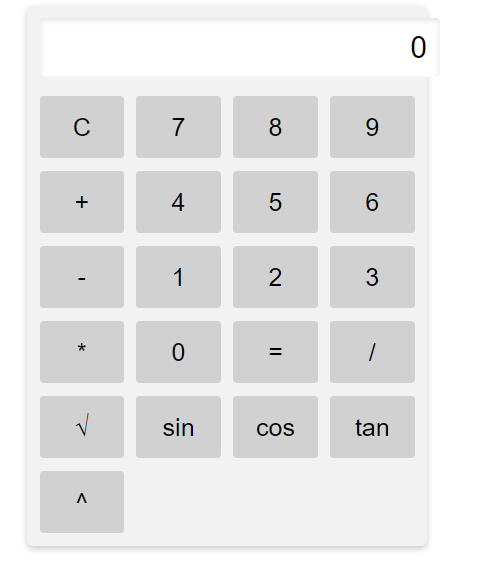 0
C 7 8 9
+ 4 5 6
- 1 2 3
* 0 = /
√ sin cos tan
^